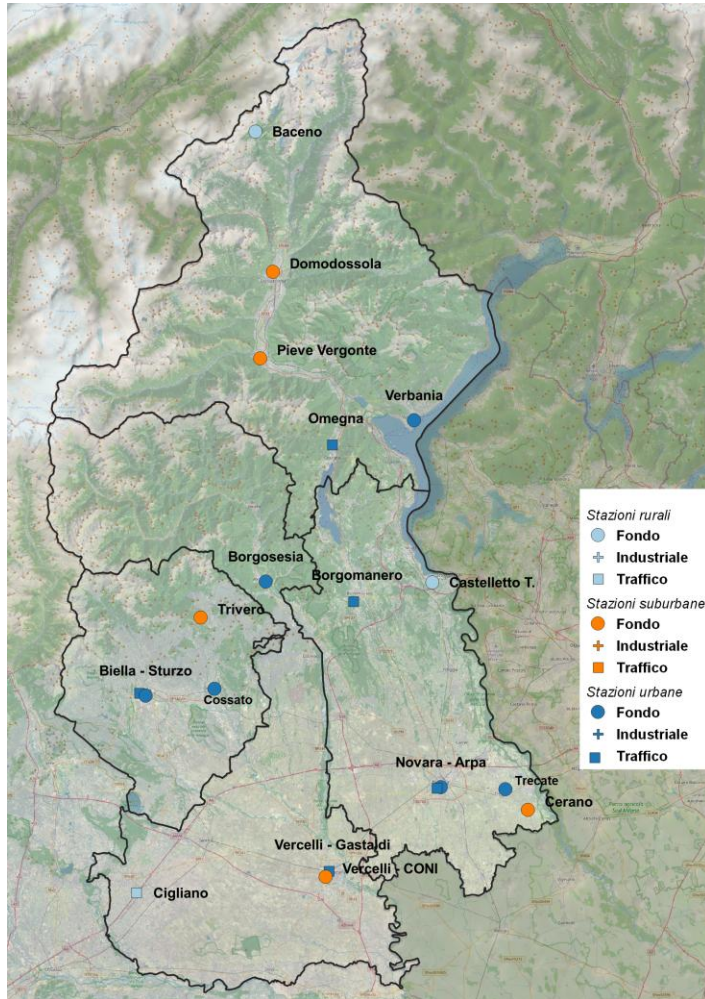 Baceno
Domodossola
Pieve Vergonte
Verbania
Omegna
Borgosesia
Borgomanero
Castelletto T.
Trivero
Biella - Sturzo
Cossato
Novara - Arpa
Trecate
Cerano
Vercelli - Gastaldi
Vercelli - CONI
Cigliano
Stazioni rurali
Fondo
Industriale
Traffico
Stazioni suburbane
Fondo
Industriale
Traffico
Stazioni urbane
Fondo
Industriale
Traffico